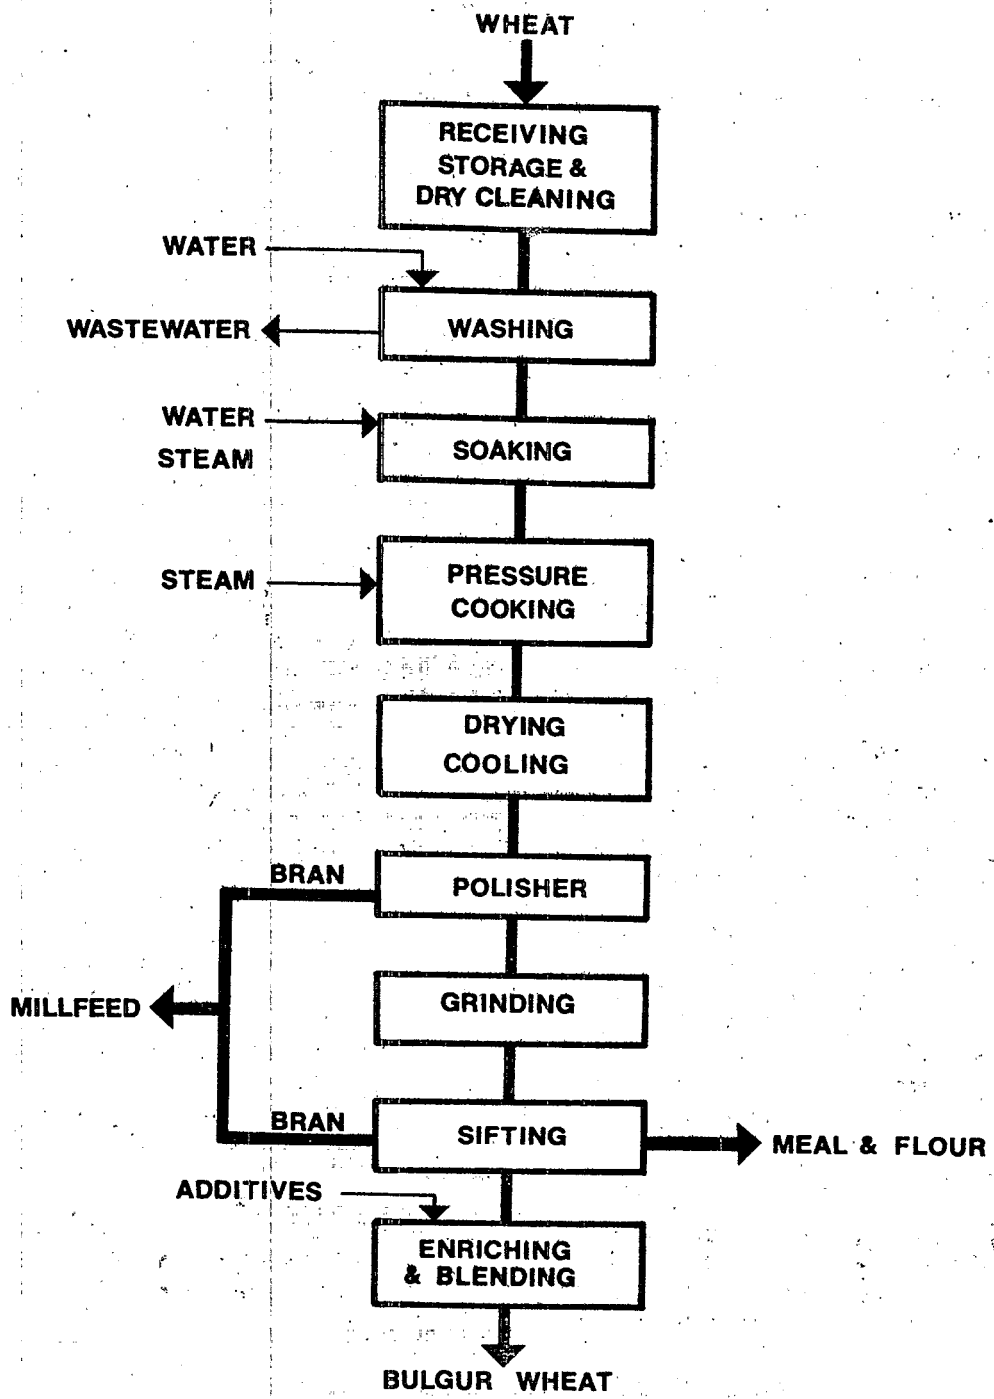 WHEAT
RECEIVING
STORAGE &
DRY CLEANING
WATER
WASHING
WASTEWATER
WATER
STEAM
SOAKING
STEAM
PRESSURE
COOKING
DRYING
COOLING
BRAN
POLISHER
MILLFEED
GRINDING
BRAN
SIFTING
MEAL & FLOUR
ADDITIVES
ENRICHING
& BLENDING
BULGUR WHEAT